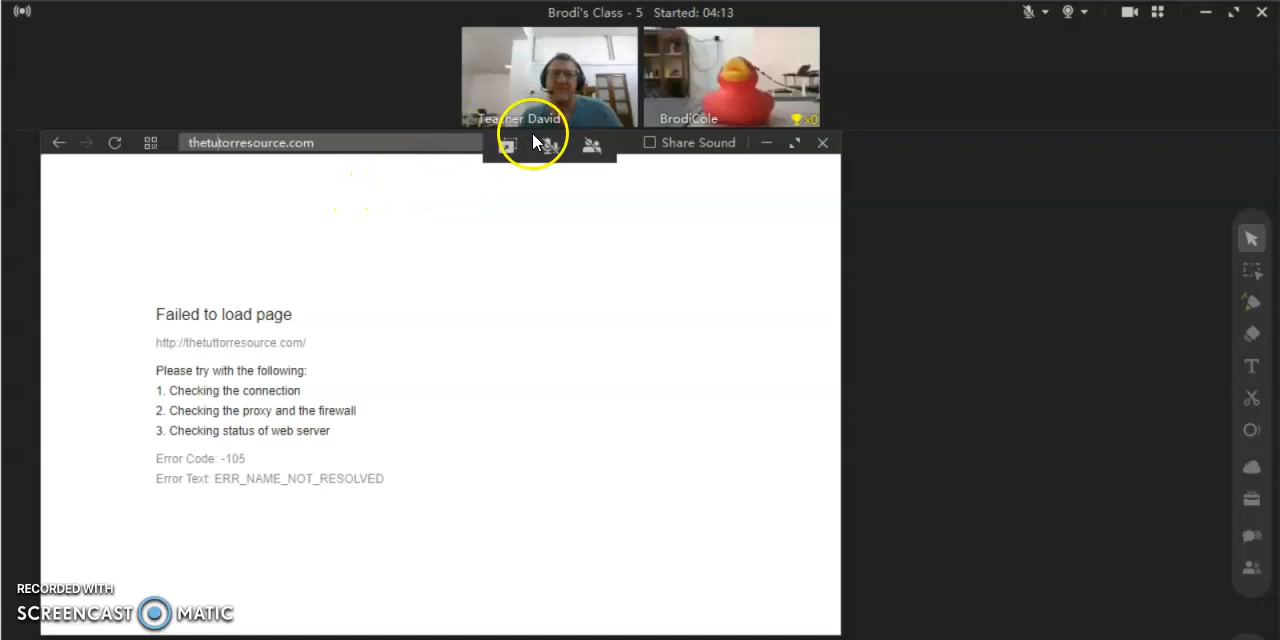 Brodi's Class - 5 Started: 04:13
Teacher David
BrodiCole
x0
thetutorresource.com
Share Sound
Failed to load page
http://thetuttorresource.com/
Please try with the following:
1. Checking the connection
2. Checking the proxy and the firewall
3. Checking status of web server
Error Code: -105
Error Text: ERR_NAME_NOT_RESOLVED
RECORDED WITH
SCREENCAST MATIC